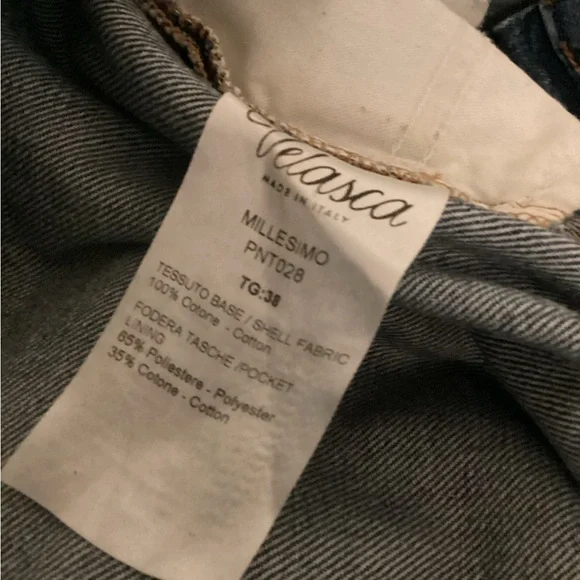 Velasca
MADE IN ITALY
MILLESIMO
PNT028
TG:38
TESSUTO BASE / SHELL FABRIC
100% Cotone - Cotton
FODERA TASCHE /POCKET
LINING
65% Poliestere - Polyester
35% Cotone - Cotton